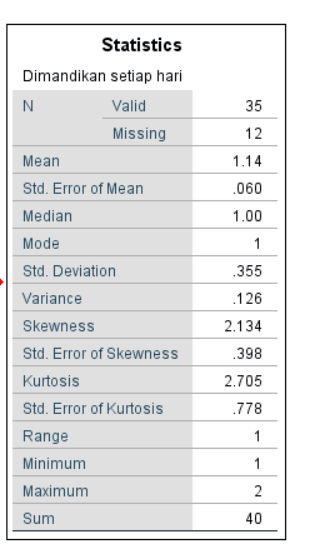 Statistics
Dimandikan setiap hari
N Valid 35
Missing 12
Mean 1.14
Std. Error of Mean .060
Median 1.00
Mode 1
Std. Deviation .355
Variance .126
Skewness 2.134
Std. Error of Skewness .398
Kurtosis 2.705
Std. Error of Kurtosis .778
Range 1
Minimum 1
Maximum 2
Sum 40